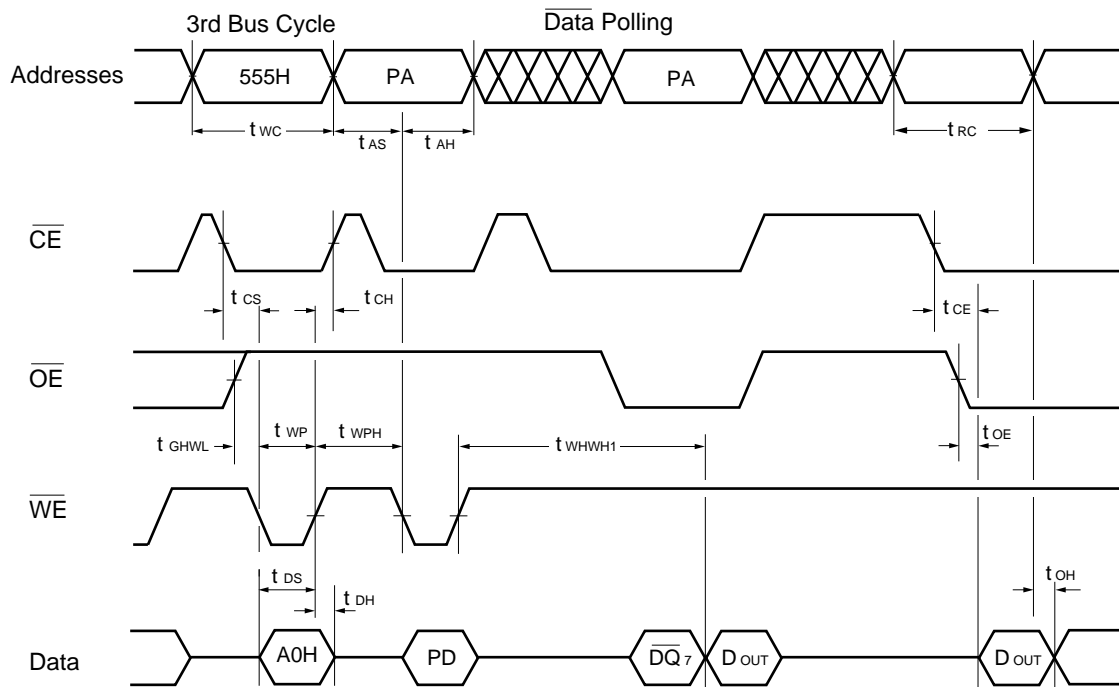 3rd Bus Cycle
Data Polling
Addresses
555H
PA
PA
t WC
t AS
t AH
t RC
CE
t CS
t CH
t CE
OE
t GHWL
t WP
t WPH
t WHWH1
t OE
WE
t DS
t DH
t OH
Data
A0H
PD
DQ 7
D OUT
D OUT